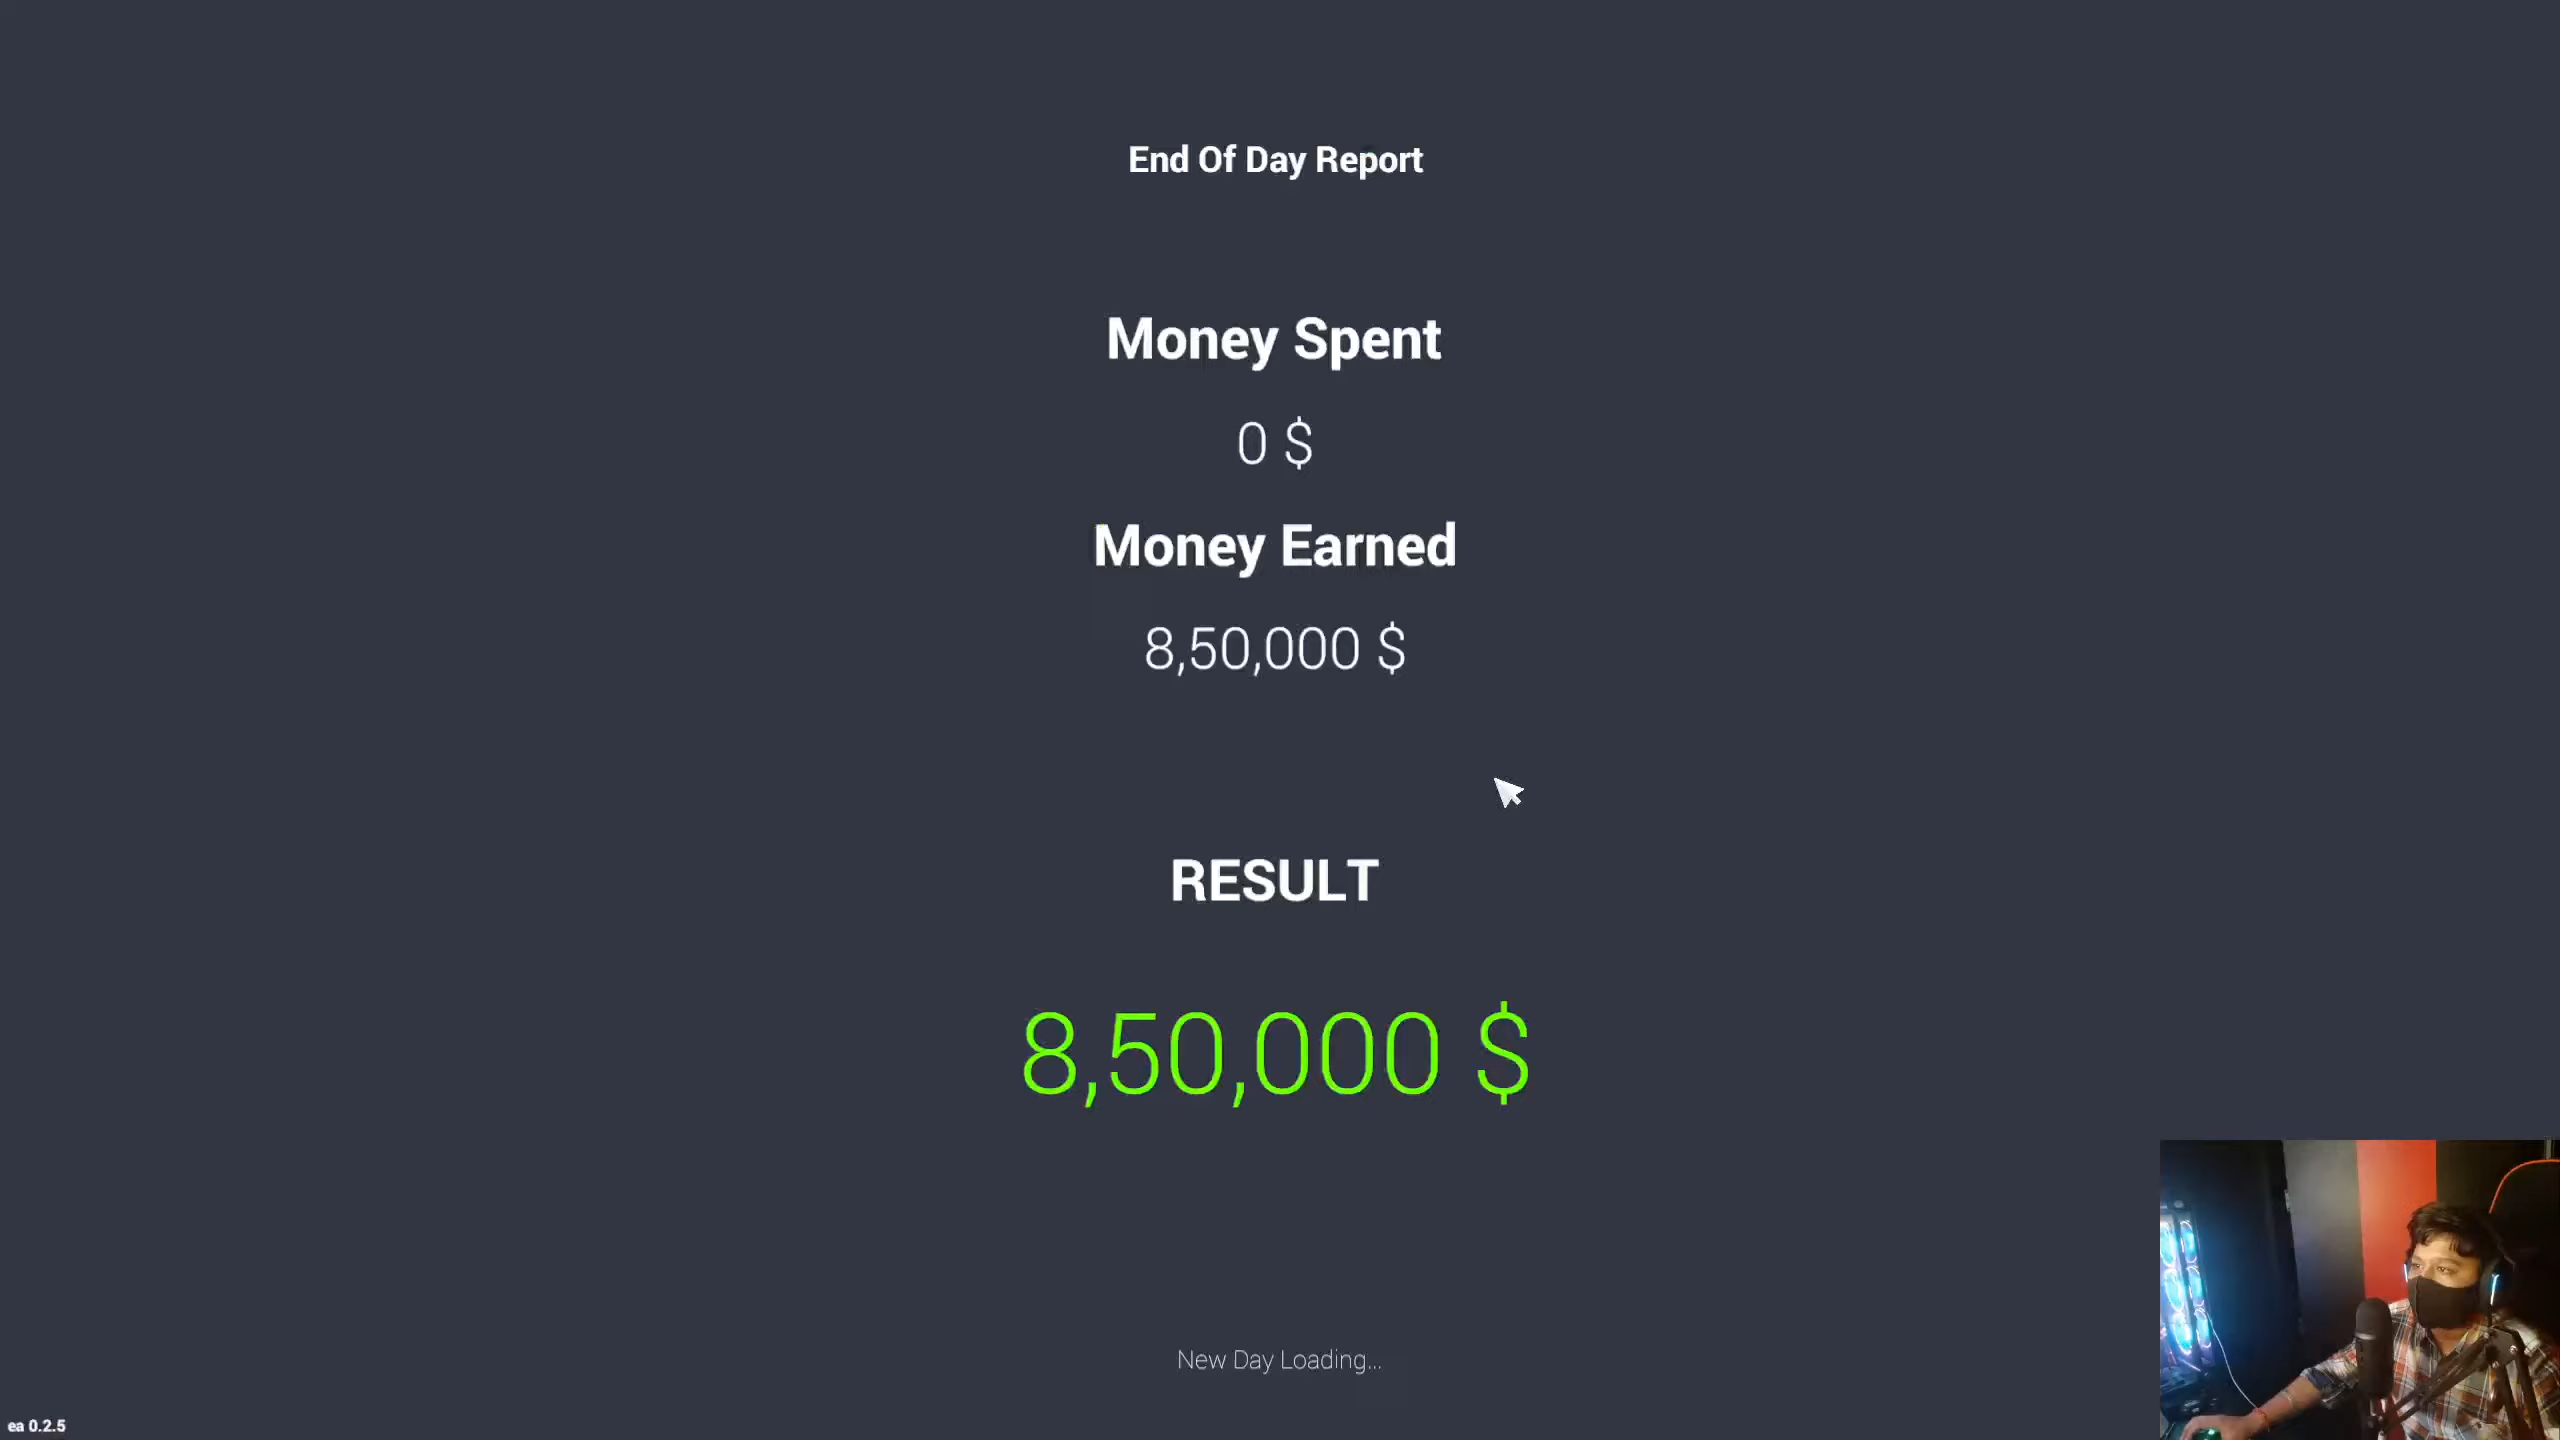 End Of Day Report
Money Spent
0 $
Money Earned
8,50,000 $
RESULT
8,50,000 $
New Day Loading...
ea 0.2.5